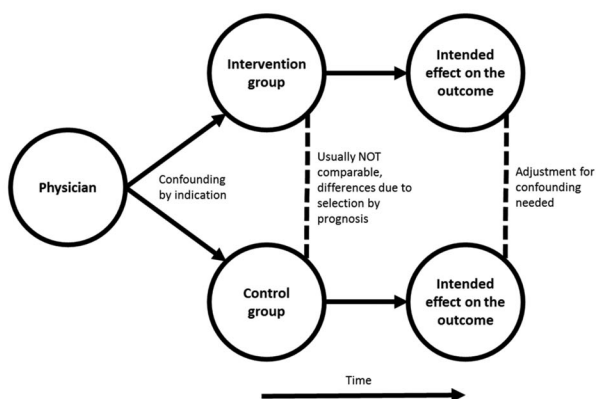 Intervention
group
Intended
effect on the
outcome
Physician
Confounding
by indication
Usually NOT
comparable,
differences due to
selection by
prognosis
Adjustment for
confounding
needed
Control
group
Intended
effect on the
outcome
Time